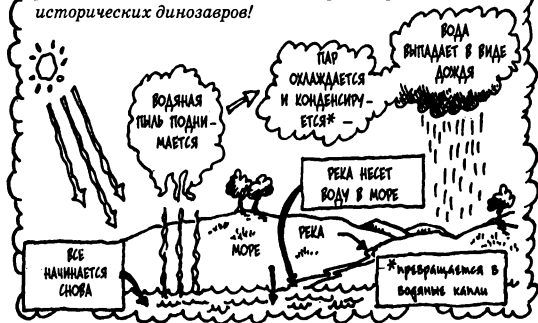 исторических динозавров!
ВОДЯНАЯ
ПЫЛЬ ПОДНИ-
МАЕТСЯ
ПАР
ОХЛАЖДАЕТСЯ
И КОНДЕНСИРУ-
ЕТСЯ* —
ВОДА
ВЫПАДАЕТ В ВИДЕ
ДОЖДЯ
РЕКА НЕСЕТ
ВОДУ В МОРЕ
МОРЕ
РЕКА
ВСЕ
НАЧИНАЕТСЯ
СНОВА
*превращается в
водяные капли